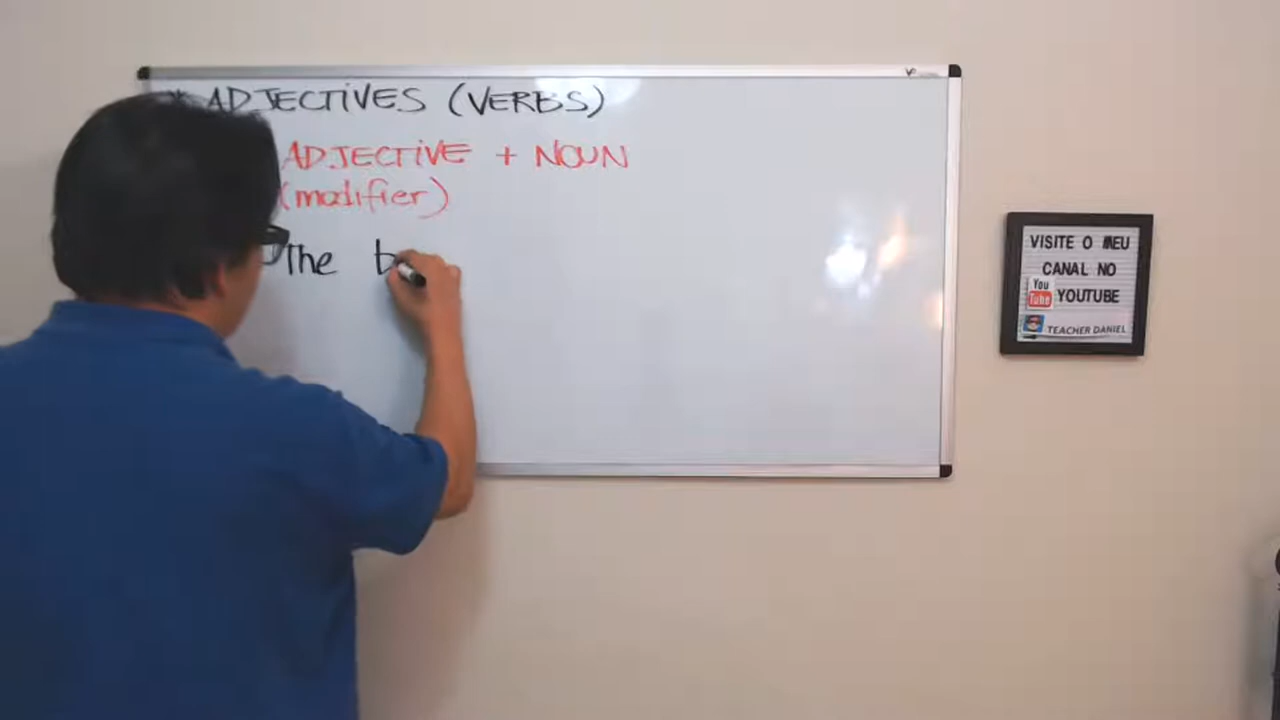 * ADJECTIVES (VERBS)
ADJECTIVE + NOUN
(modifier)
The b
VISITE O MEU
CANAL NO
You Tube YOUTUBE
TEACHER DANIEL